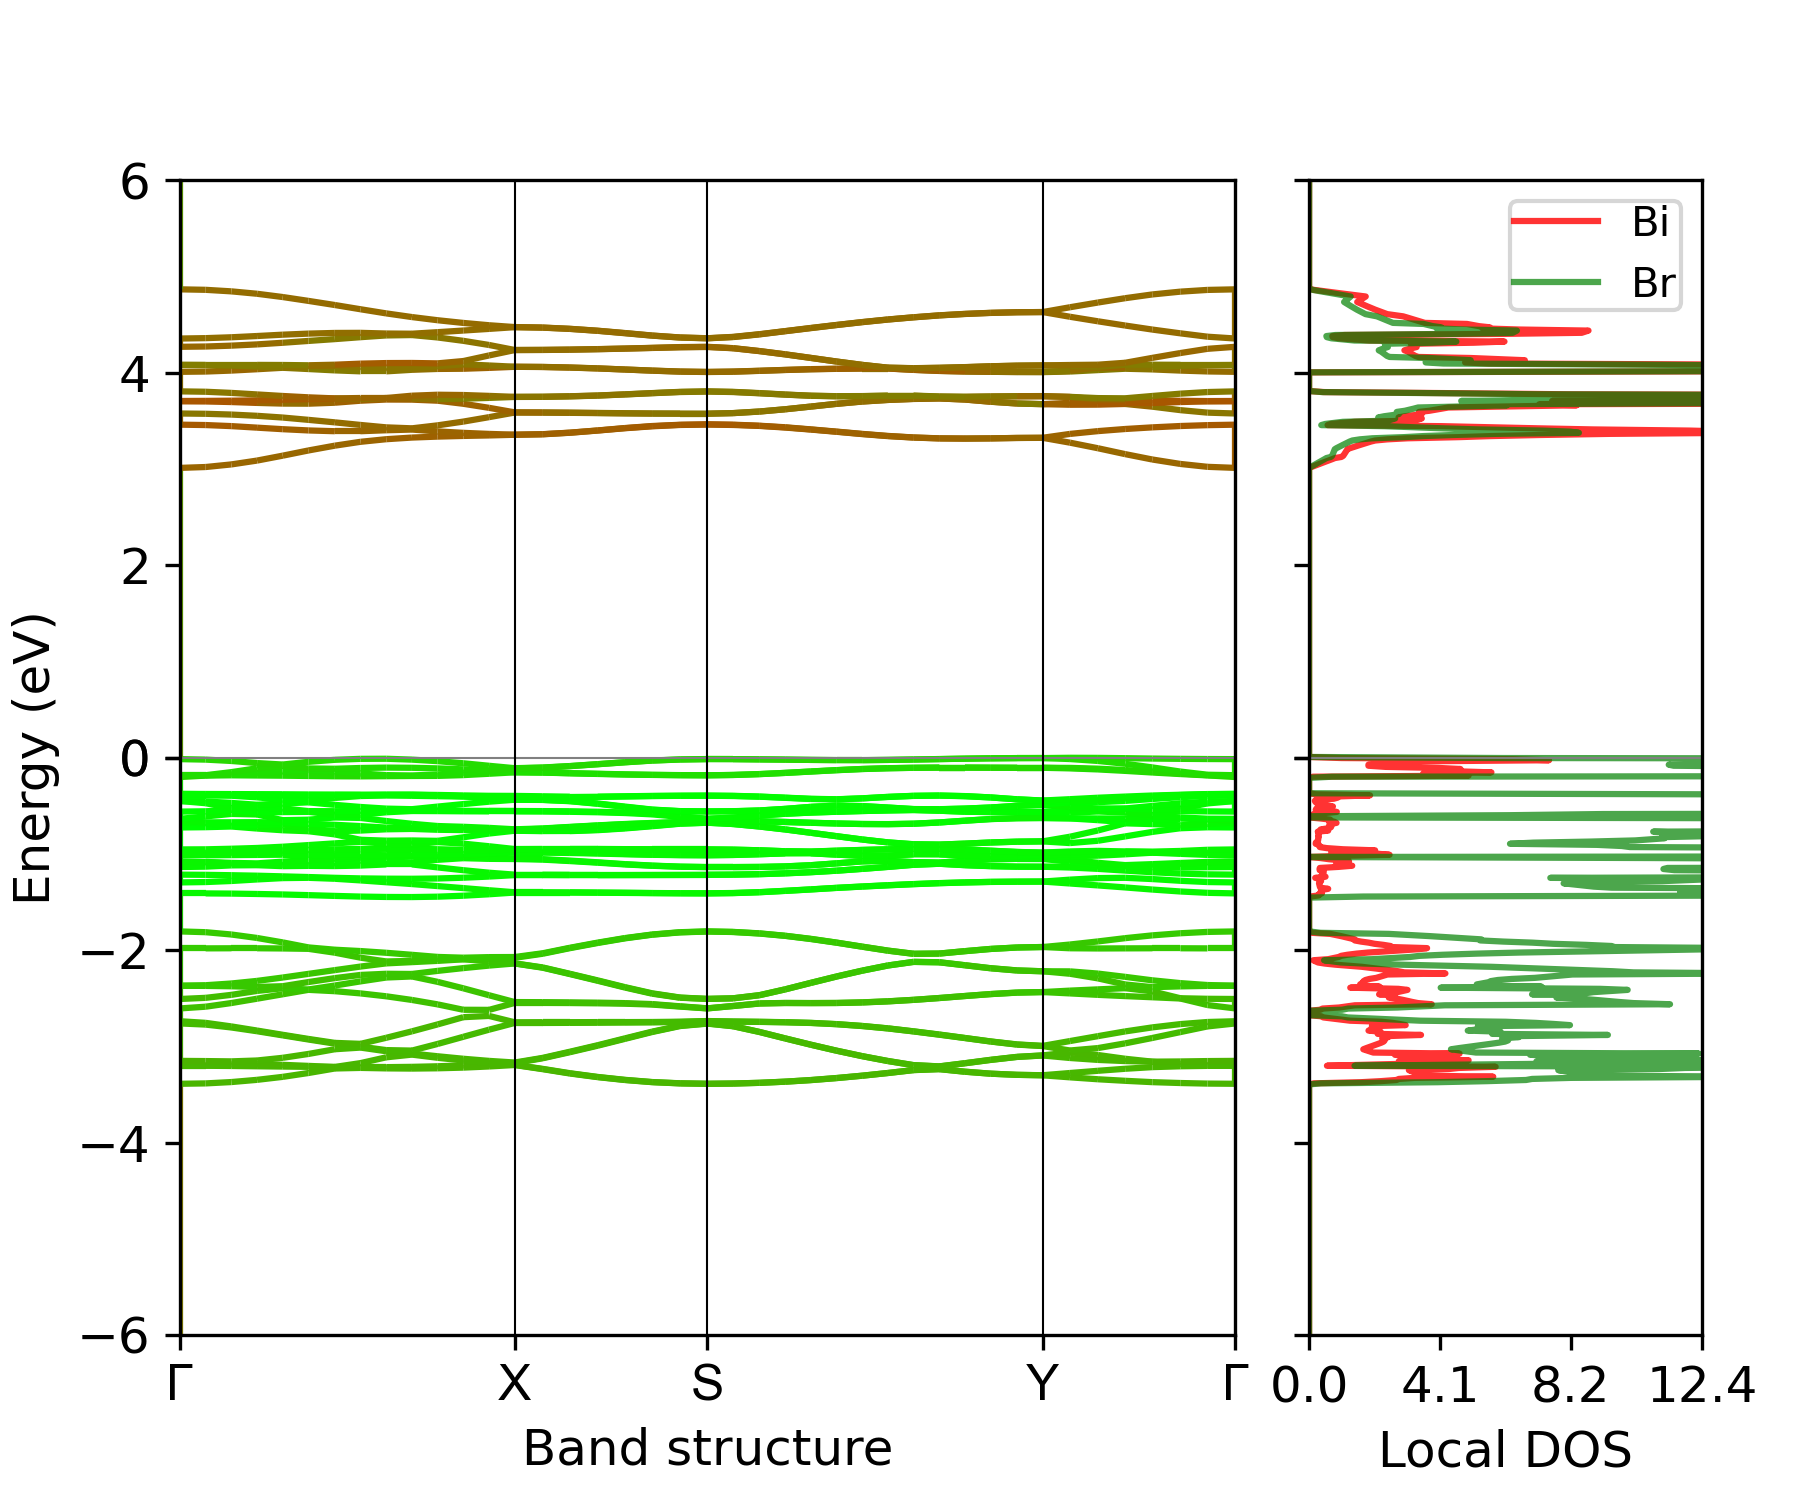 6
4
2
0
−2
−4
−6
Energy (eV)
Γ X S Y Γ
Band structure
Bi
Br
0.0 4.1 8.2 12.4
Local DOS